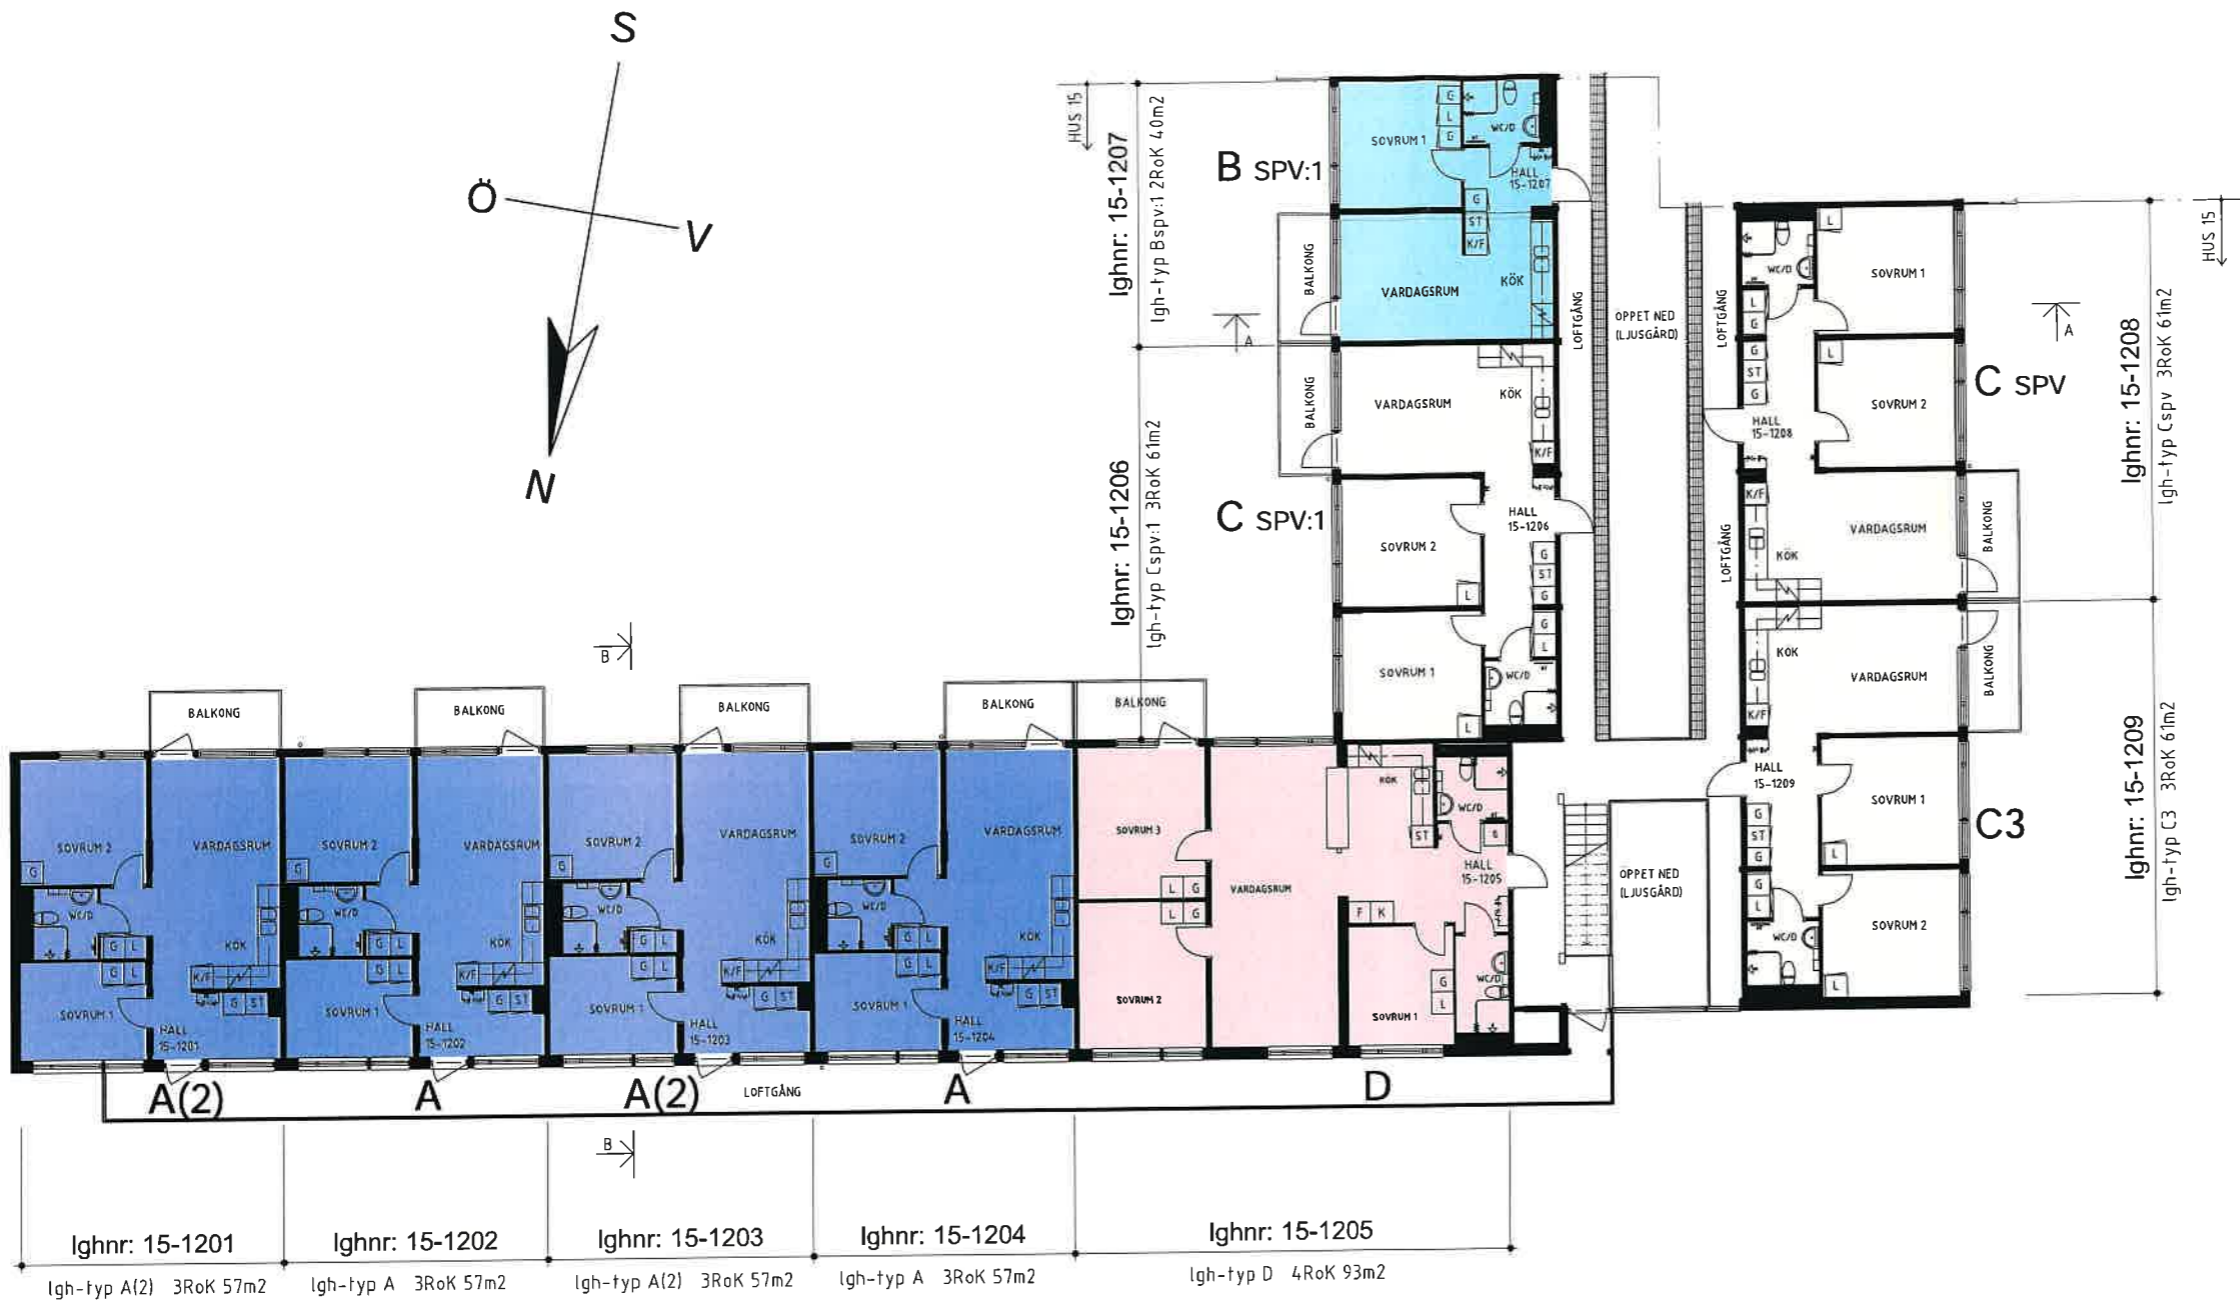 S
Ö
V
N
HUS 15
lghnr: 15-1207
lgh-typ Bspv:1 2RoK 40m2
B SPV:1
SOVRUM 1
G
L
G
WC/D
HALL
15-1207
G
ST
K/F
BALKONG
VARDAGSRUM
KÖK
A
LOFTGÅNG
ÖPPET NED
(LJUSGÅRD)
LOFTGÅNG
lghnr: 15-1206
lgh-typ Cspv:1 3RoK 61m2
C SPV:1
BALKONG
VARDAGSRUM
KÖK
K/F
HALL
15-1206
SOVRUM 2
L
G
ST
G
SOVRUM 1
G
L
WC/D
L
HUS 15
lghnr: 15-1208
lgh-typ Cspv 3RoK 61m2
C SPV
A
L
SOVRUM 1
WC/D
L
G
L
SOVRUM 2
G
ST
G
HALL
15-1208
K/F
VARDAGSRUM
KÖK
BALKONG
LOFTGÅNG
lghnr: 15-1209
lgh-typ C3 3RoK 61m2
C3
KÖK
VARDAGSRUM
BALKONG
K/F
HALL
15-1209
SOVRUM 1
L
G
ST
G
G
L
SOVRUM 2
WC/D
L
ÖPPET NED
(LJUSGÅRD)
B
BALKONG
BALKONG
BALKONG
BALKONG
BALKONG
SOVRUM 2
VARDAGSRUM
G
WC/D
G L
G L
KÖK
K/F
G ST
SOVRUM 1
HALL
15-1201
SOVRUM 2
VARDAGSRUM
G
WC/D
G L
G L
KÖK
K/F
G ST
SOVRUM 1
HALL
15-1202
SOVRUM 2
VARDAGSRUM
G
WC/D
G L
G L
KÖK
K/F
G ST
SOVRUM 1
HALL
15-1203
SOVRUM 2
VARDAGSRUM
G
WC/D
G L
G L
KÖK
K/F
G ST
SOVRUM 1
HALL
15-1204
SOVRUM 3
L G
L G
SOVRUM 2
VARDAGSRUM
KÖK
ST
WC/D
G
HALL
15-1205
F K
G
L
SOVRUM 1
WC/D
A(2)
A
A(2)
LOFTGÅNG
A
D
B
lghnr: 15-1201
lghnr: 15-1202
lghnr: 15-1203
lghnr: 15-1204
lghnr: 15-1205
lgh-typ A(2) 3RoK 57m2
lgh-typ A 3RoK 57m2
lgh-typ A(2) 3RoK 57m2
lgh-typ A 3RoK 57m2
lgh-typ D 4RoK 93m2